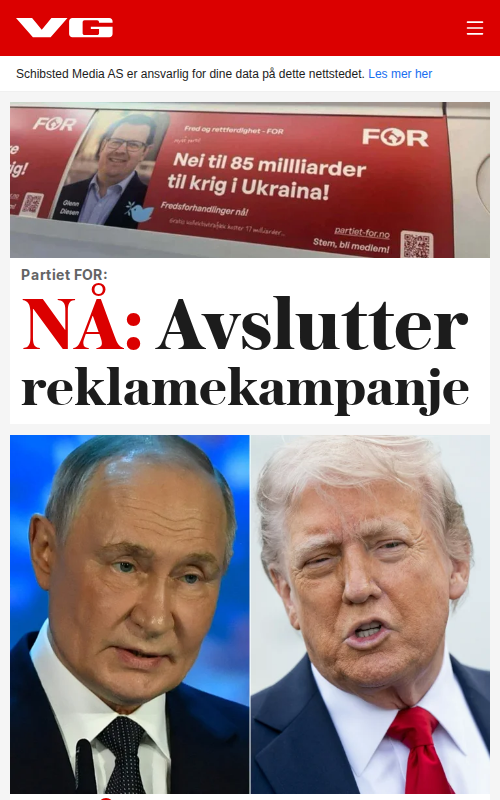 VG
Schibsted Media AS er ansvarlig for dine data på dette nettstedet. Les mer her
FOR
Fred og rettferdighet - FOR
FOR
ig!
Nei til 85 millliarder
til krig i Ukraina!
Glenn
Diesen
Fredsforhandlinger nå!
partiet-for.no
Stem, bli medlem!
Partiet FOR:
NÅ: Avslutter
reklamekampanje